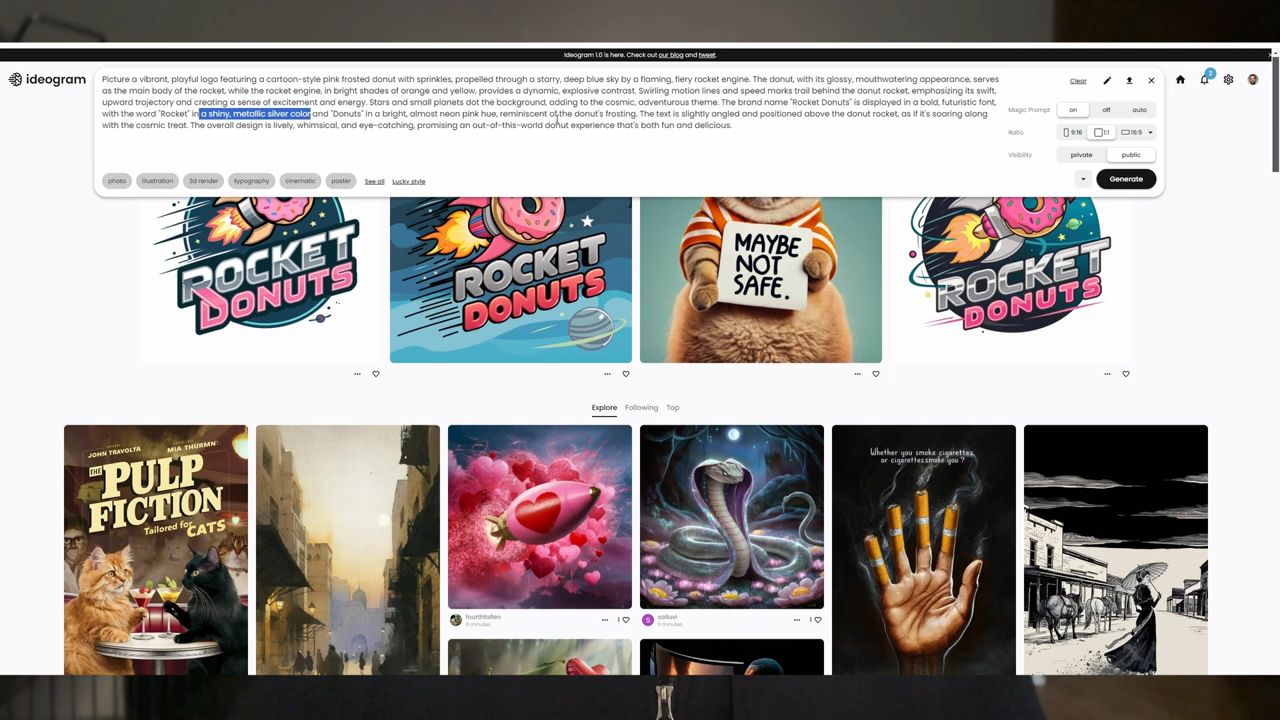 Ideogram 1.0 is here. Check out our blog and tweet.
ideogram
Picture a vibrant, playful logo featuring a cartoon-style pink frosted donut with sprinkles, propelled through a starry, deep blue sky by a flaming, fiery rocket engine. The donut, with its glossy, mouthwatering appearance, serves
as the main body of the rocket, while the rocket engine, in bright shades of orange and yellow, provides a dynamic, explosive contrast. Swirling motion lines and speed marks trail behind the donut rocket, emphasizing its swift,
upward trajectory and creating a sense of excitement and energy. Stars and small planets dot the background, adding to the cosmic, adventurous theme. The brand name "Rocket Donuts" is displayed in a bold, futuristic font,
with the word "Rocket" in a shiny, metallic silver color and "Donuts" in a bright, almost neon pink hue, reminiscent of the donut's frosting. The text is slightly angled and positioned above the donut rocket, as if it's soaring along
with the cosmic treat. The overall design is lively, whimsical, and eye-catching, promising an out-of-this-world donut experience that's both fun and delicious.
Clear
2
Magic Prompt on off auto
Ratio 9:16 1:1 16:9
Visibility private public
photo illustration 3d render typography cinematic poster See all Lucky style
Generate
ROCKET
DONUTS
ROCKET
DONUTS
MAYBE
NOT
SAFE.
ROCKET
DONUTS
Explore Following Top
JOHN TRAVOLTA MIA THURMN
THE PULP
FICTION
Tailored for CATS
fourthfallen
6 minutes
1
soiluvi
8 minutes
1
Whether you smoke cigarettes
or cigarettessmoke you ?